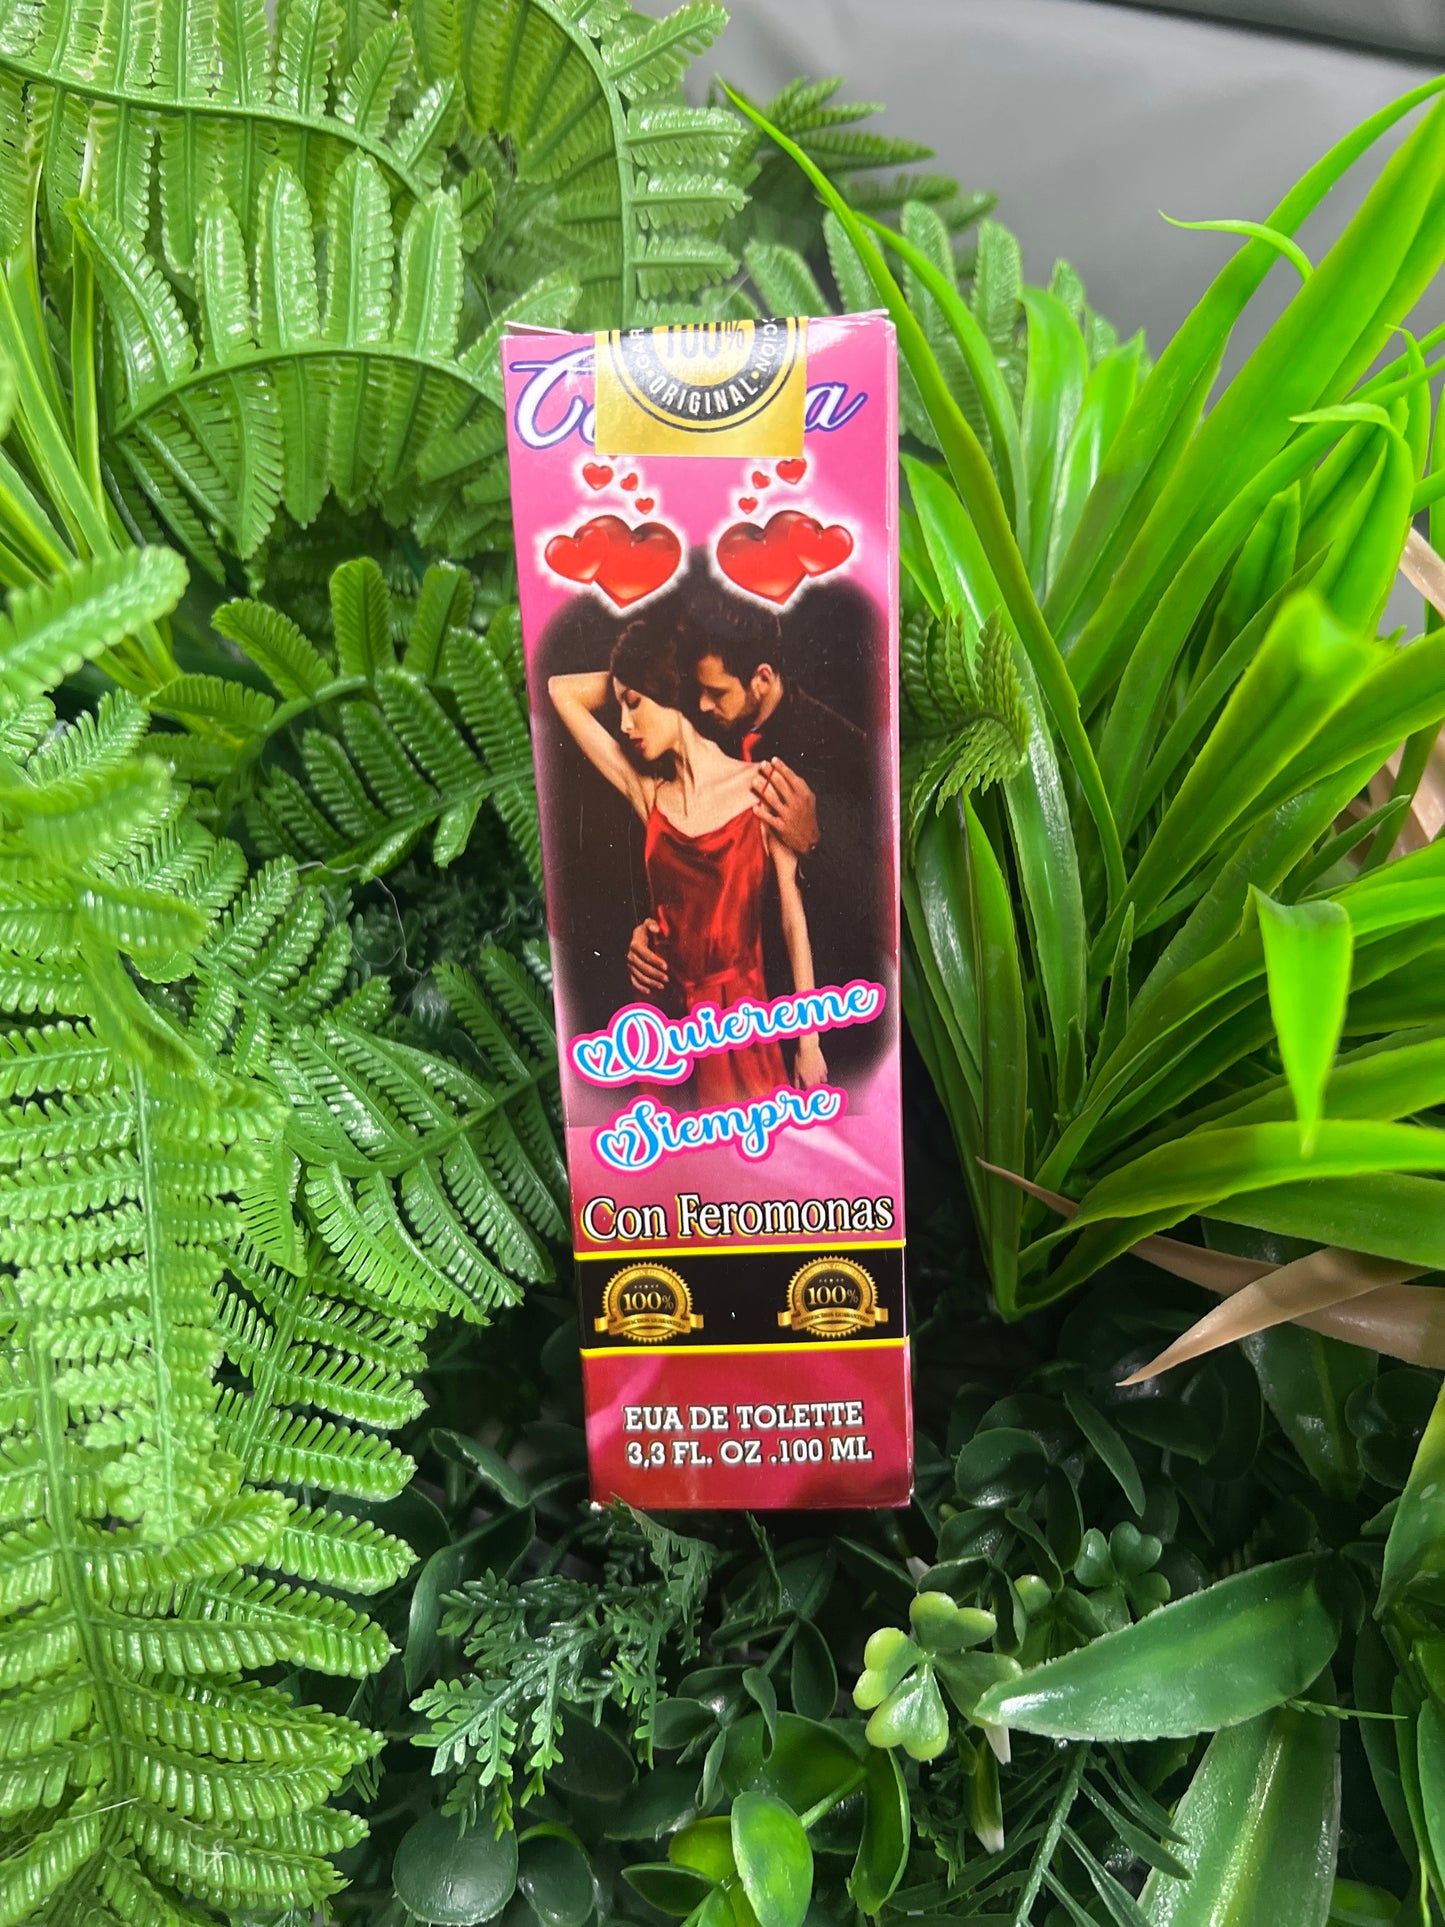 100%
ORIGINAL
Quiereme
Siempre
Con Feromonas
100%
100%
EUA DE TOLETTE
3,3 FL. OZ .100 ML